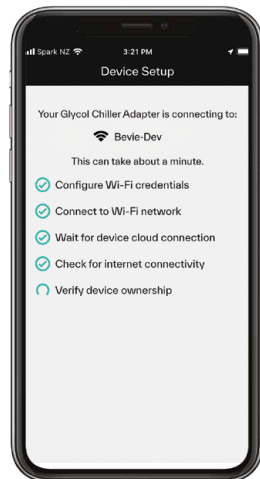 Spark NZ 3:21 PM
Device Setup
Your Glycol Chiller Adapter is connecting to:
Bevie-Dev
This can take about a minute.
Configure Wi-Fi credentials
Connect to Wi-Fi network
Wait for device cloud connection
Check for internet connectivity
Verify device ownership